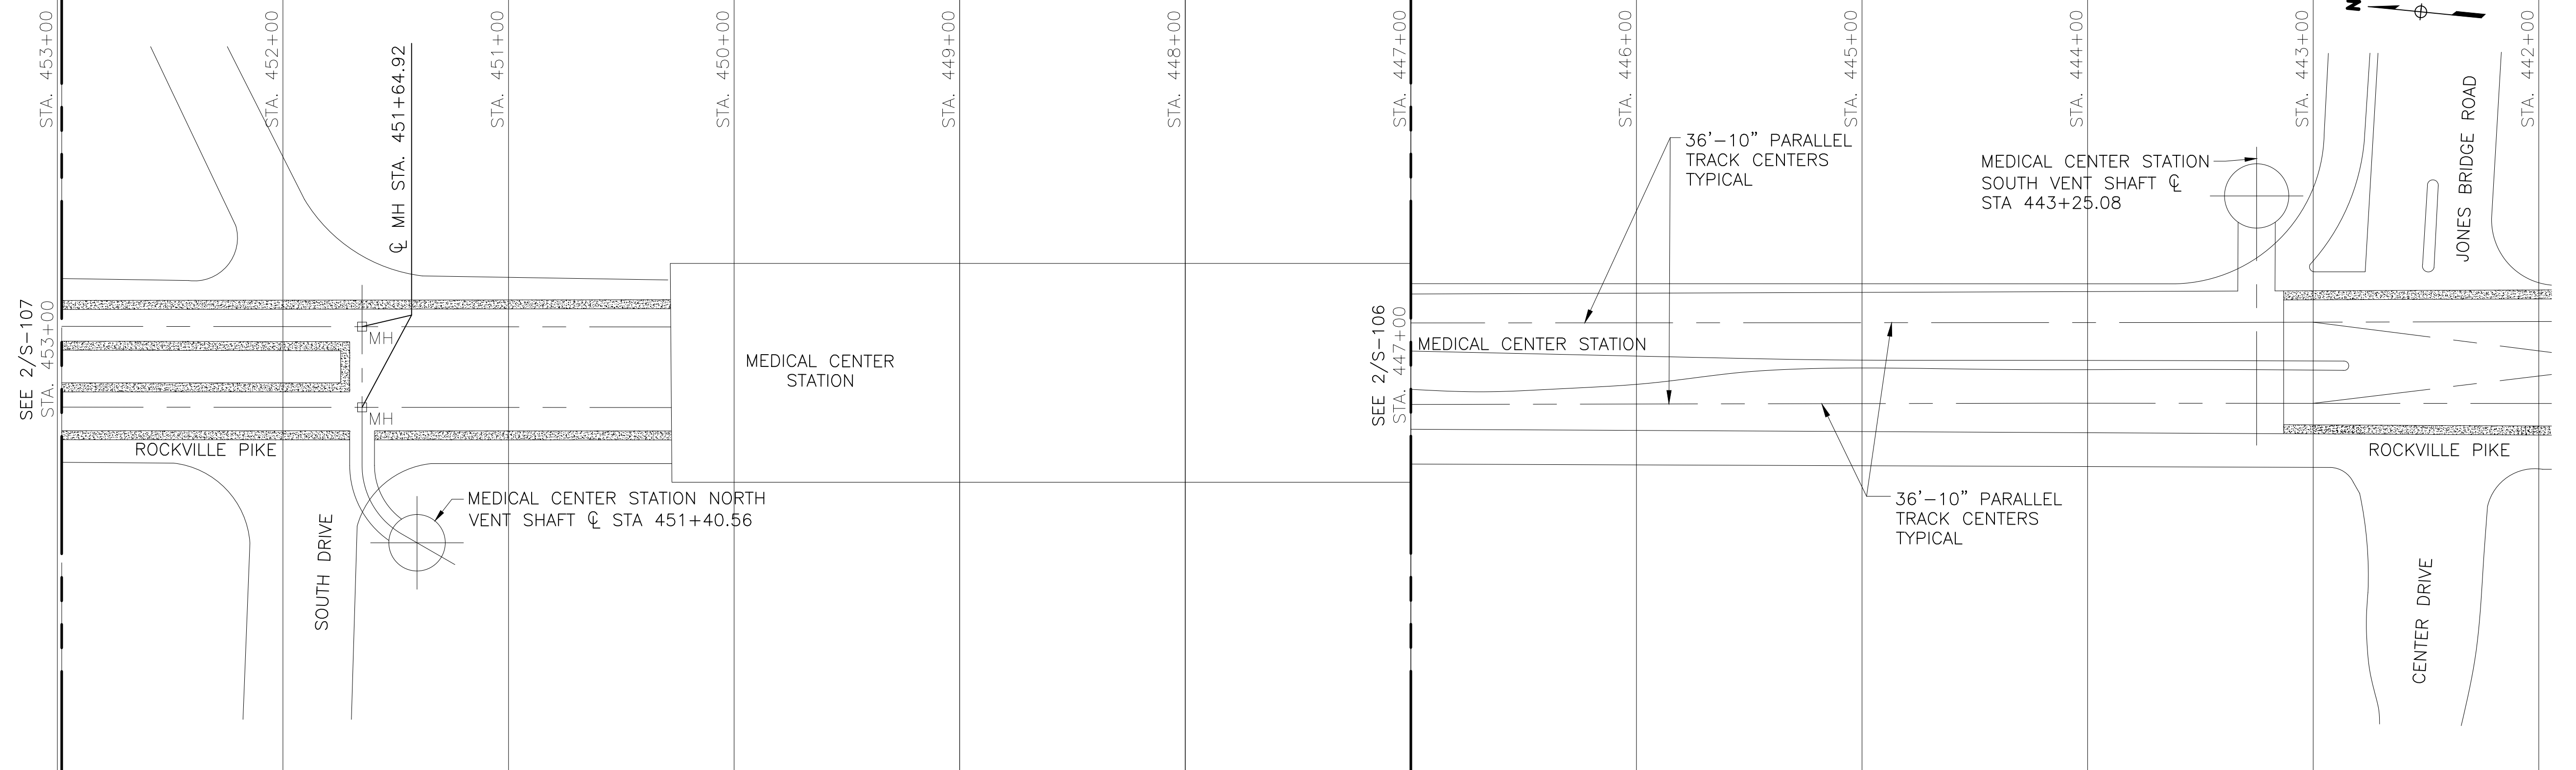 STA. 453+00
STA. 452+00
℄ MH STA. 451+64.92
STA. 451+00
STA. 450+00
STA. 449+00
STA. 448+00
STA. 447+00
STA. 446+00
STA. 445+00
STA. 444+00
STA. 443+00
STA. 442+00
N
36'-10" PARALLEL
TRACK CENTERS
TYPICAL
MEDICAL CENTER STATION
SOUTH VENT SHAFT ℄
STA 443+25.08
JONES BRIDGE ROAD
SEE 2/S-107
STA. 453+00
MH
MH
MEDICAL CENTER
STATION
SEE 2/S-106
STA. 447+00
MEDICAL CENTER STATION
ROCKVILLE PIKE
ROCKVILLE PIKE
MEDICAL CENTER STATION NORTH
VENT SHAFT ℄ STA 451+40.56
36'-10" PARALLEL
TRACK CENTERS
TYPICAL
SOUTH DRIVE
CENTER DRIVE